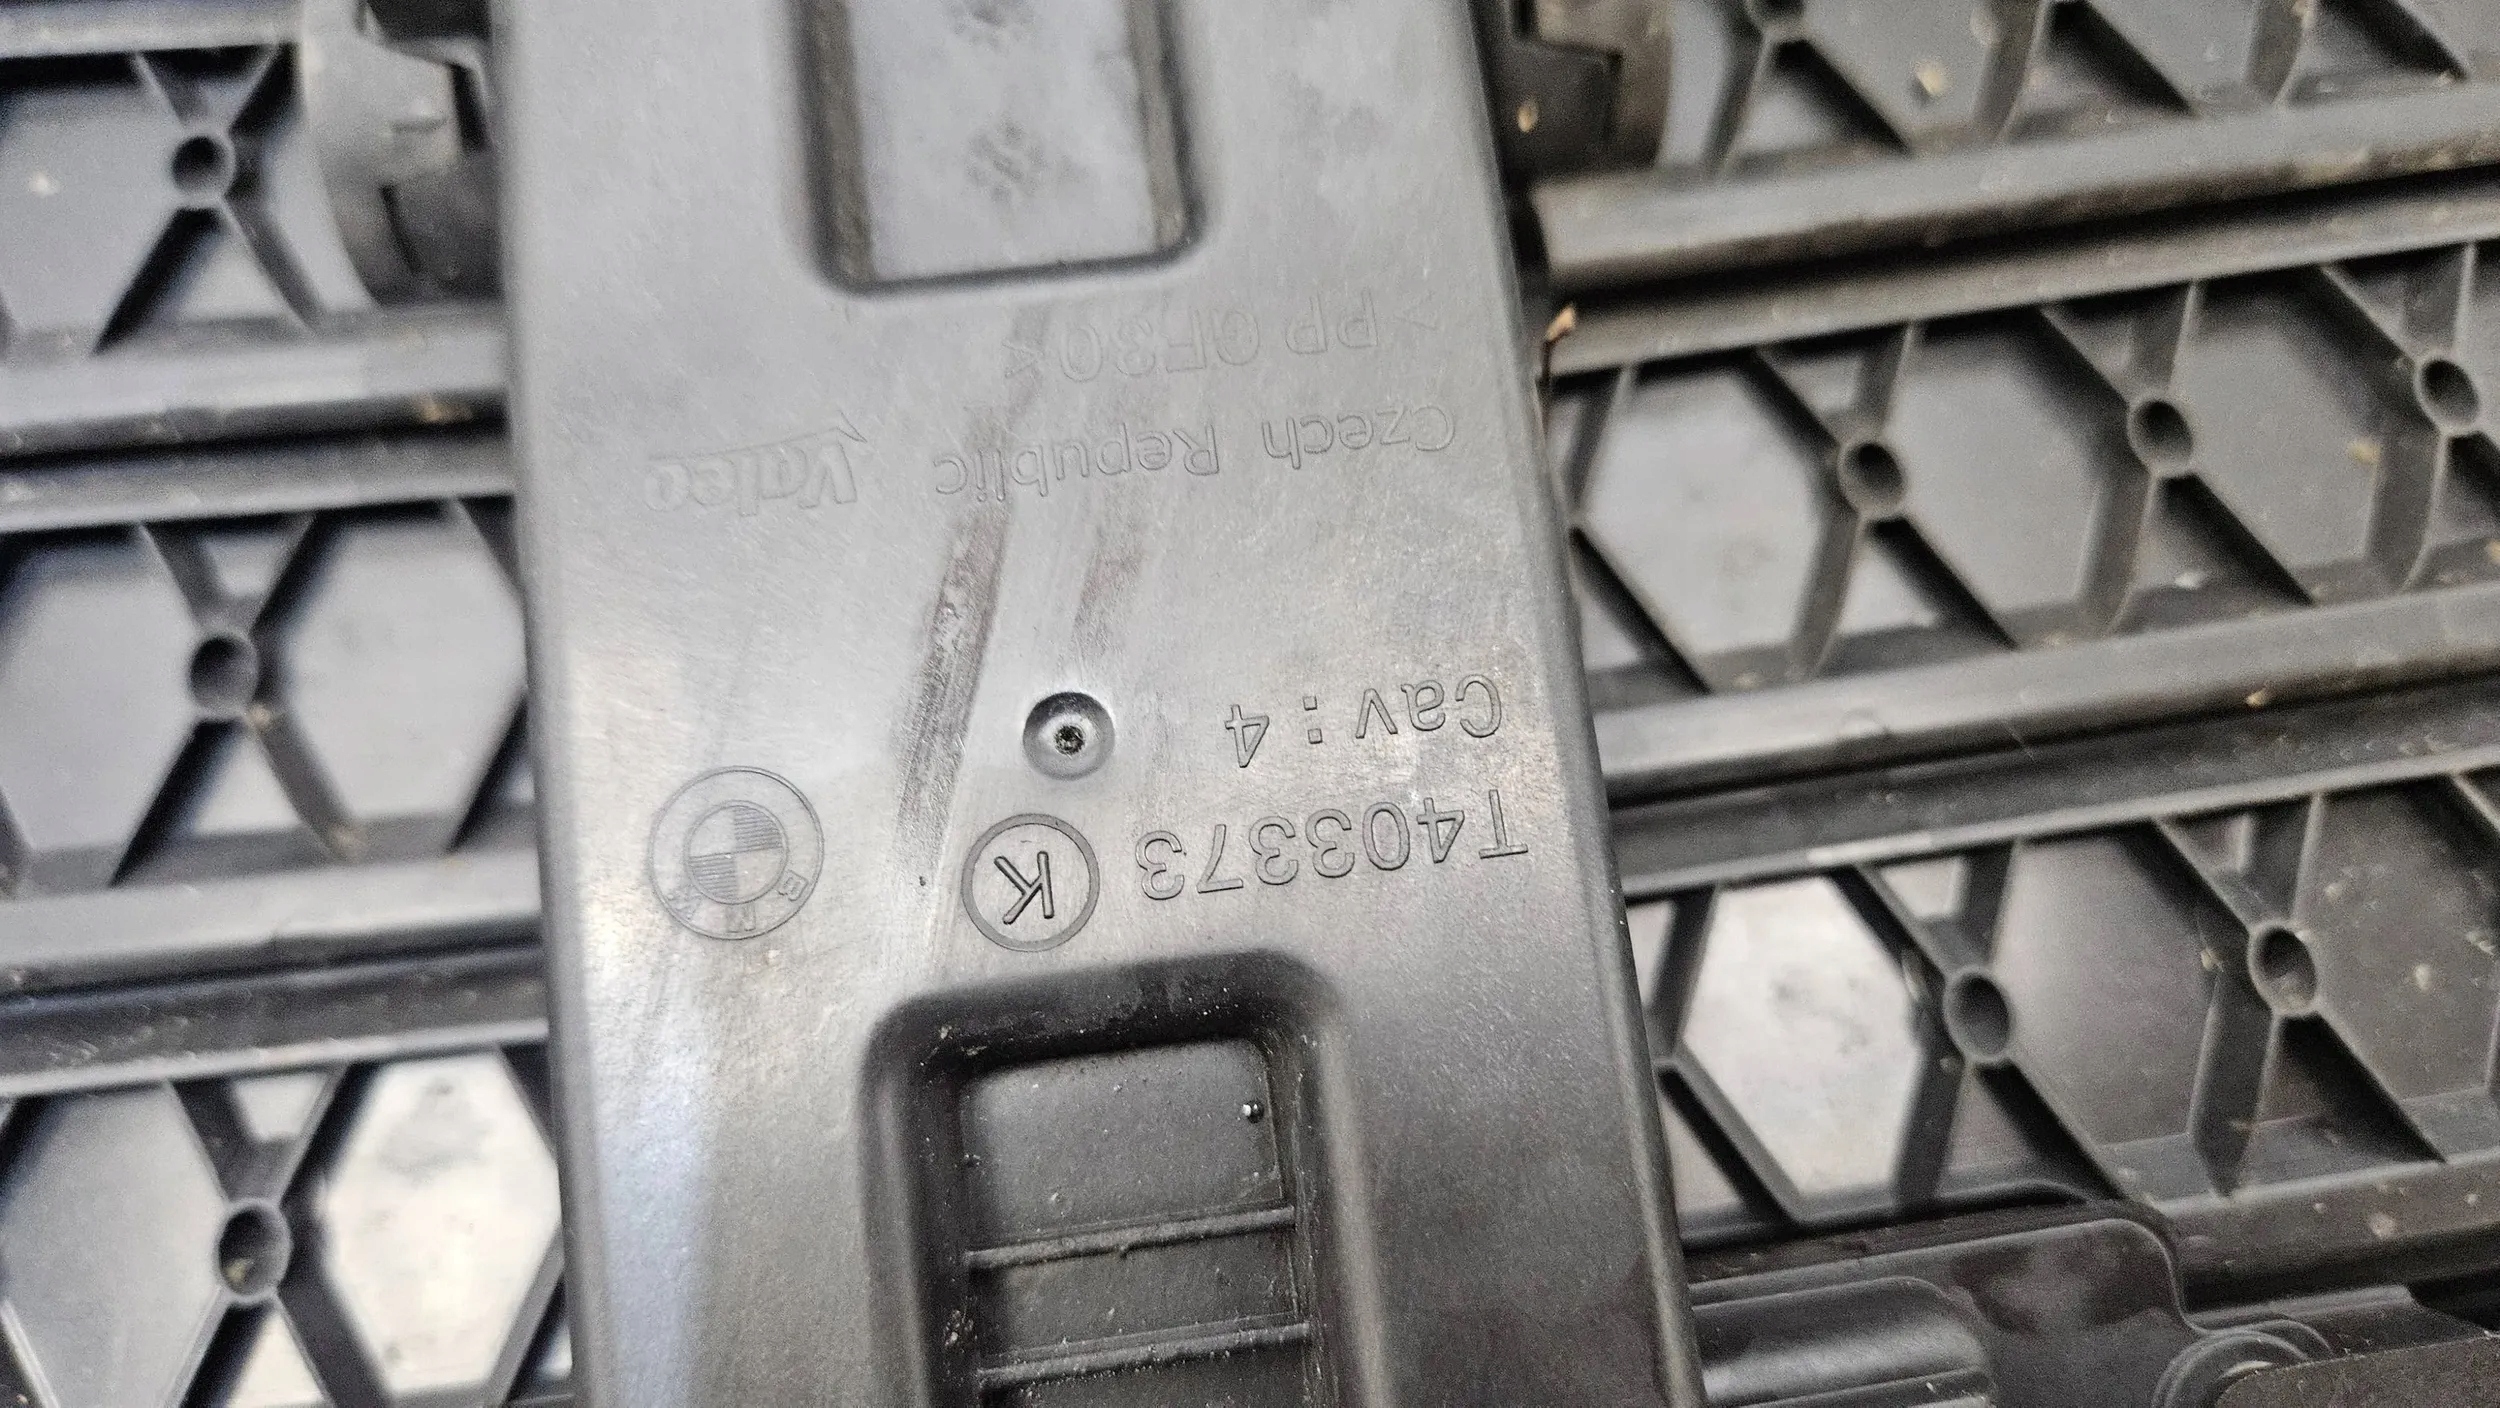 T403373 K BMW
Cav:4
Czech Republic Valeo
>PP GF30<